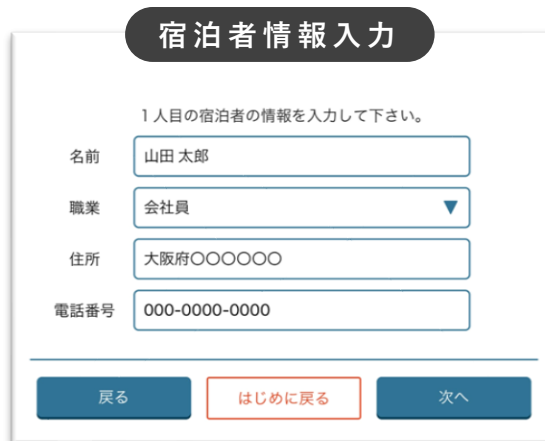 宿泊者情報入力
1人目の宿泊者の情報を入力して下さい。
名前 山田 太郎
職業 会社員 ▼
住所 大阪府〇〇〇〇〇〇
電話番号 000-0000-0000
戻る はじめに戻る 次へ